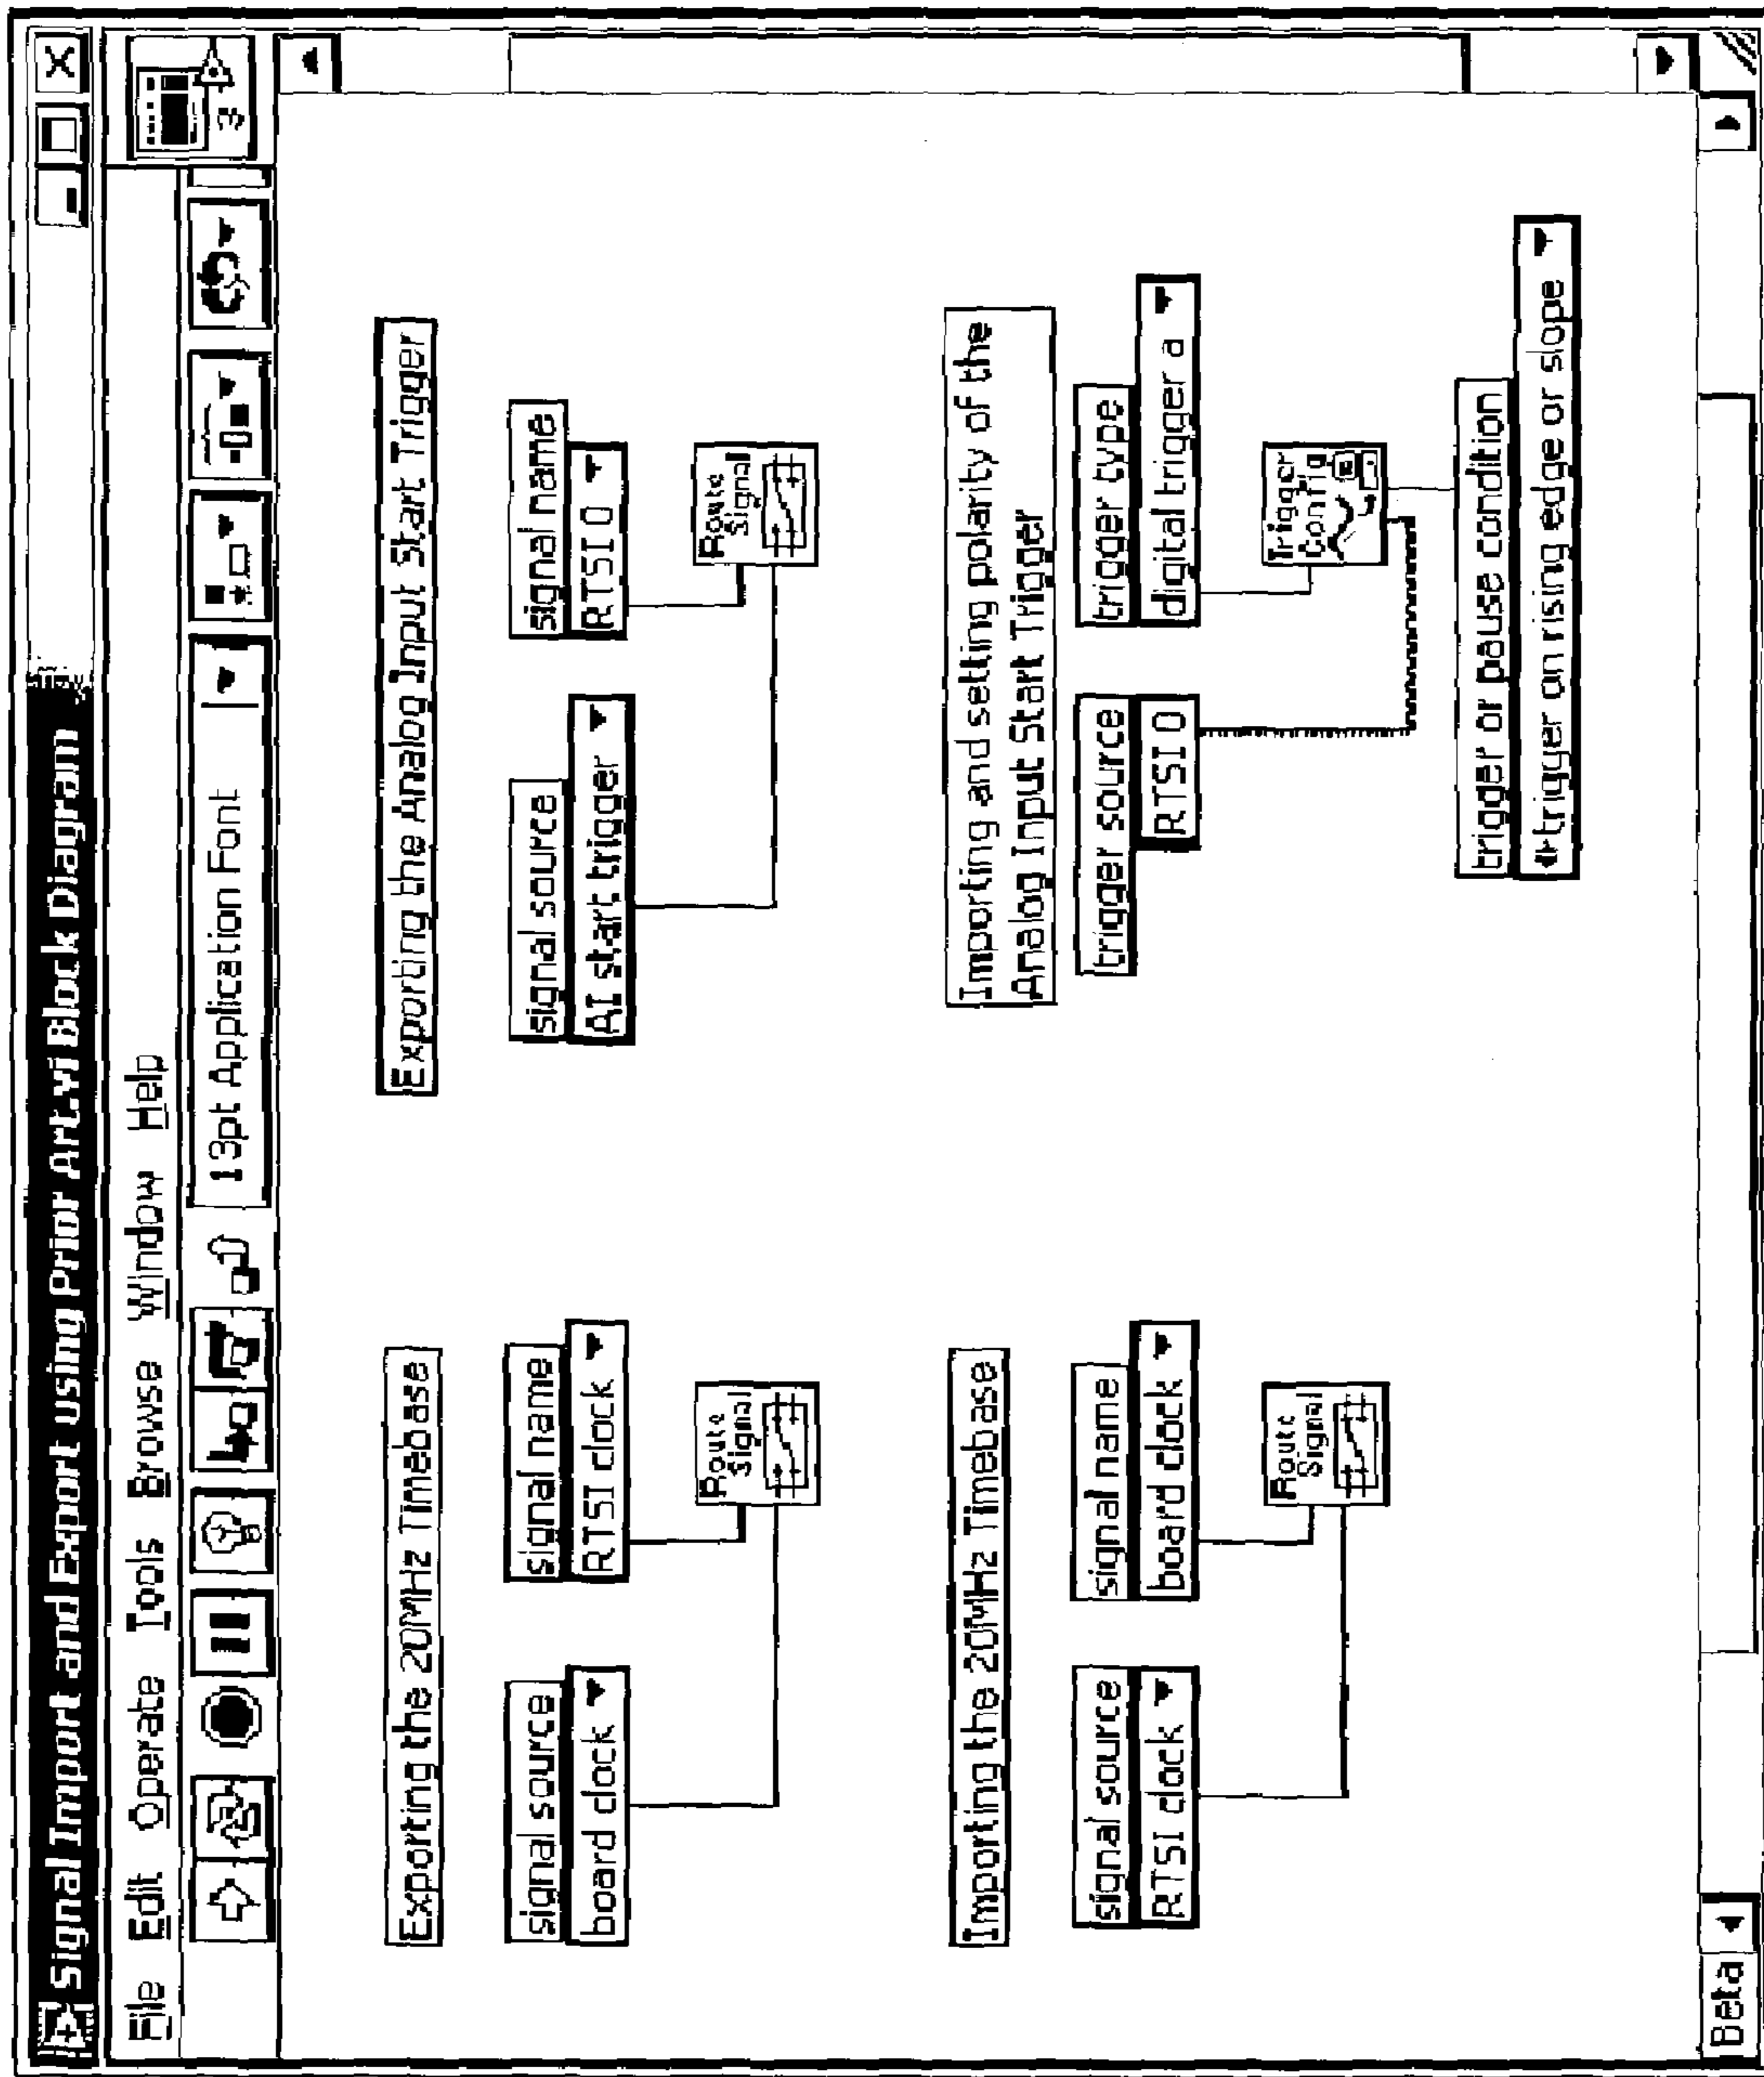 Signal Import and Export using Prior Art.vi Block Diagram
File Edit Operate Tools Browse Window Help
13pt Application Font
3
Exporting the 20MHz Timebase
signal source
board clock
signal name
RTSI clock
Route
Signal
Exporting the Analog Input Start Trigger
signal source
AI start trigger
signal name
RTSI 0
Route
Signal
Importing the 20MHz Timebase
signal source
RTSI clock
signal name
board clock
Route
Signal
Importing and setting polarity of the
Analog Input Start Trigger
trigger source
RTSI 0
trigger type
digital trigger a
Trigger
Config
trigger or pause condition
trigger on rising edge or slope
Beta